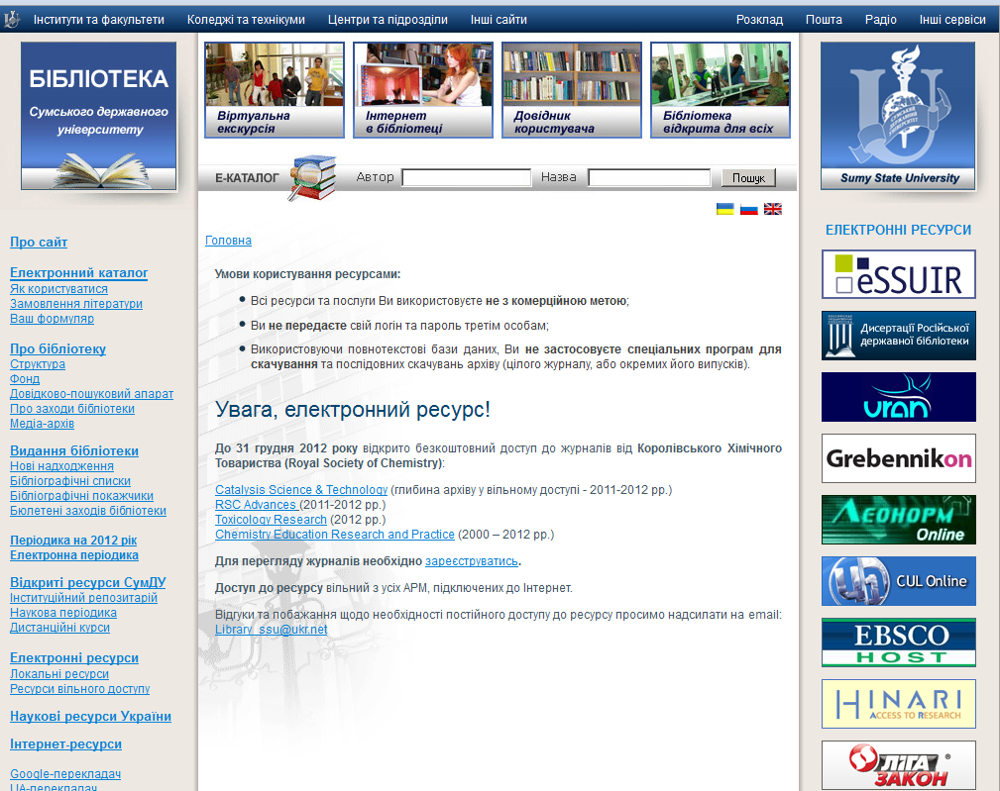 Інститути та факультети Коледжі та технікуми Центри та підрозділи Інші сайти Розклад Пошта Радіо Інші сервіси
БІБЛІОТЕКА
Сумського державного
університету
Віртуальна
екскурсія
Інтернет
в бібліотеці
Довідник
користувача
Бібліотека
відкрита для всіх
СУМСЬКИЙ
ДЕРЖАВНИЙ
УНІВЕРСИТЕТ
Sumy State University
Е-КАТАЛОГ Автор Назва Пошук
Про сайт
Електронний каталог
Як користуватися
Замовлення літератури
Ваш формуляр
Про бібліотеку
Структура
Фонд
Довідково-пошуковий апарат
Про заходи бібліотеки
Медіа-архів
Видання бібліотеки
Нові надходження
Бібліографічні списки
Бібліографічні покажчики
Бюлетені заходів бібліотеки
Періодика на 2012 рік
Електронна періодика
Відкриті ресурси СумДУ
Інституційний репозитарій
Наукова періодика
Дистанційні курси
Електронні ресурси
Локальні ресурси
Ресурси вільного доступу
Наукові ресурси України
Інтернет-ресурси
Google-перекладач
UA-перекладач
Головна
Умови користування ресурсами:
Всі ресурси та послуги Ви використовуєте не з комерційною метою;
Ви не передаєте свій логін та пароль третім особам;
Використовуючи повнотекстові бази даних, Ви не застосовуєте спеціальних програм для
скачування та послідовних скачувань архіву (цілого журналу, або окремих його випусків).
Увага, електронний ресурс!
До 31 грудня 2012 року відкрито безкоштовний доступ до журналів від Королівського Хімічного
Товариства (Royal Society of Chemistry):
Catalysis Science & Technology (глибина архіву у вільному доступі - 2011-2012 рр.)
RSC Advances (2011-2012 рр.)
Toxicology Research (2012 рр.)
Chemistry Education Research and Practice (2000 – 2012 рр.)
Для перегляду журналів необхідно зареєструватись.
Доступ до ресурсу вільний з усіх АРМ, підключених до Інтернет.
Відгуки та побажання щодо необхідності постійного доступу до ресурсу просимо надсилати на email:
Library_ssu@ukr.net
ЕЛЕКТРОННІ РЕСУРСИ
eSSUIR
Дисертації Російської
державної бібліотеки
uran
Grebennikon
Леонорм
Online
CUL Online
EBSCO
HOST
HINARI
ACCESS TO RESEARCH
ЛІГА
ЗАКОН